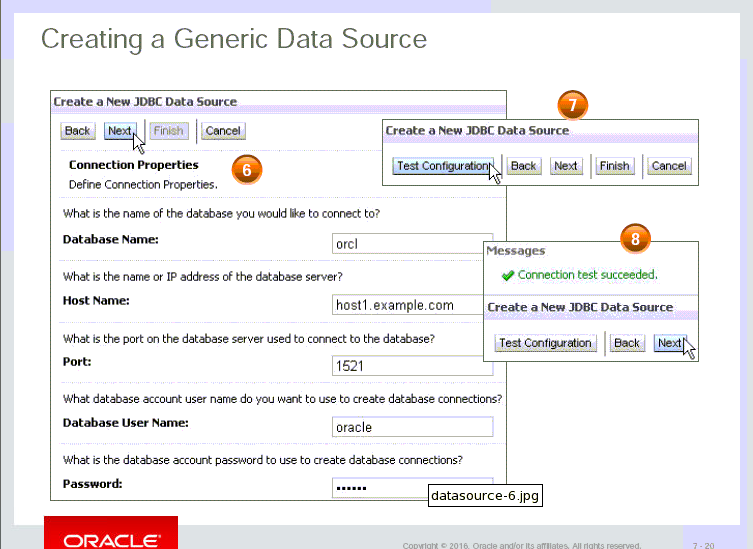 Creating a Generic Data Source
Create a New JDBC Data Source
Back Next Finish Cancel
Connection Properties
6
Define Connection Properties.
What is the name of the database you would like to connect to?
Database Name: orcl
What is the name or IP address of the database server?
Host Name: host1.example.com
What is the port on the database server used to connect to the database?
Port: 1521
What database account user name do you want to use to create database connections?
Database User Name: oracle
What is the database account password to use to create database connections?
Password: ••••••
7
Create a New JDBC Data Source
Test Configuration Back Next Finish Cancel
8
Messages
Connection test succeeded.
Create a New JDBC Data Source
Test Configuration Back Next
datasource-6.jpg
ORACLE®
Copyright © 2016, Oracle and/or its affiliates. All rights reserved.
7 - 20